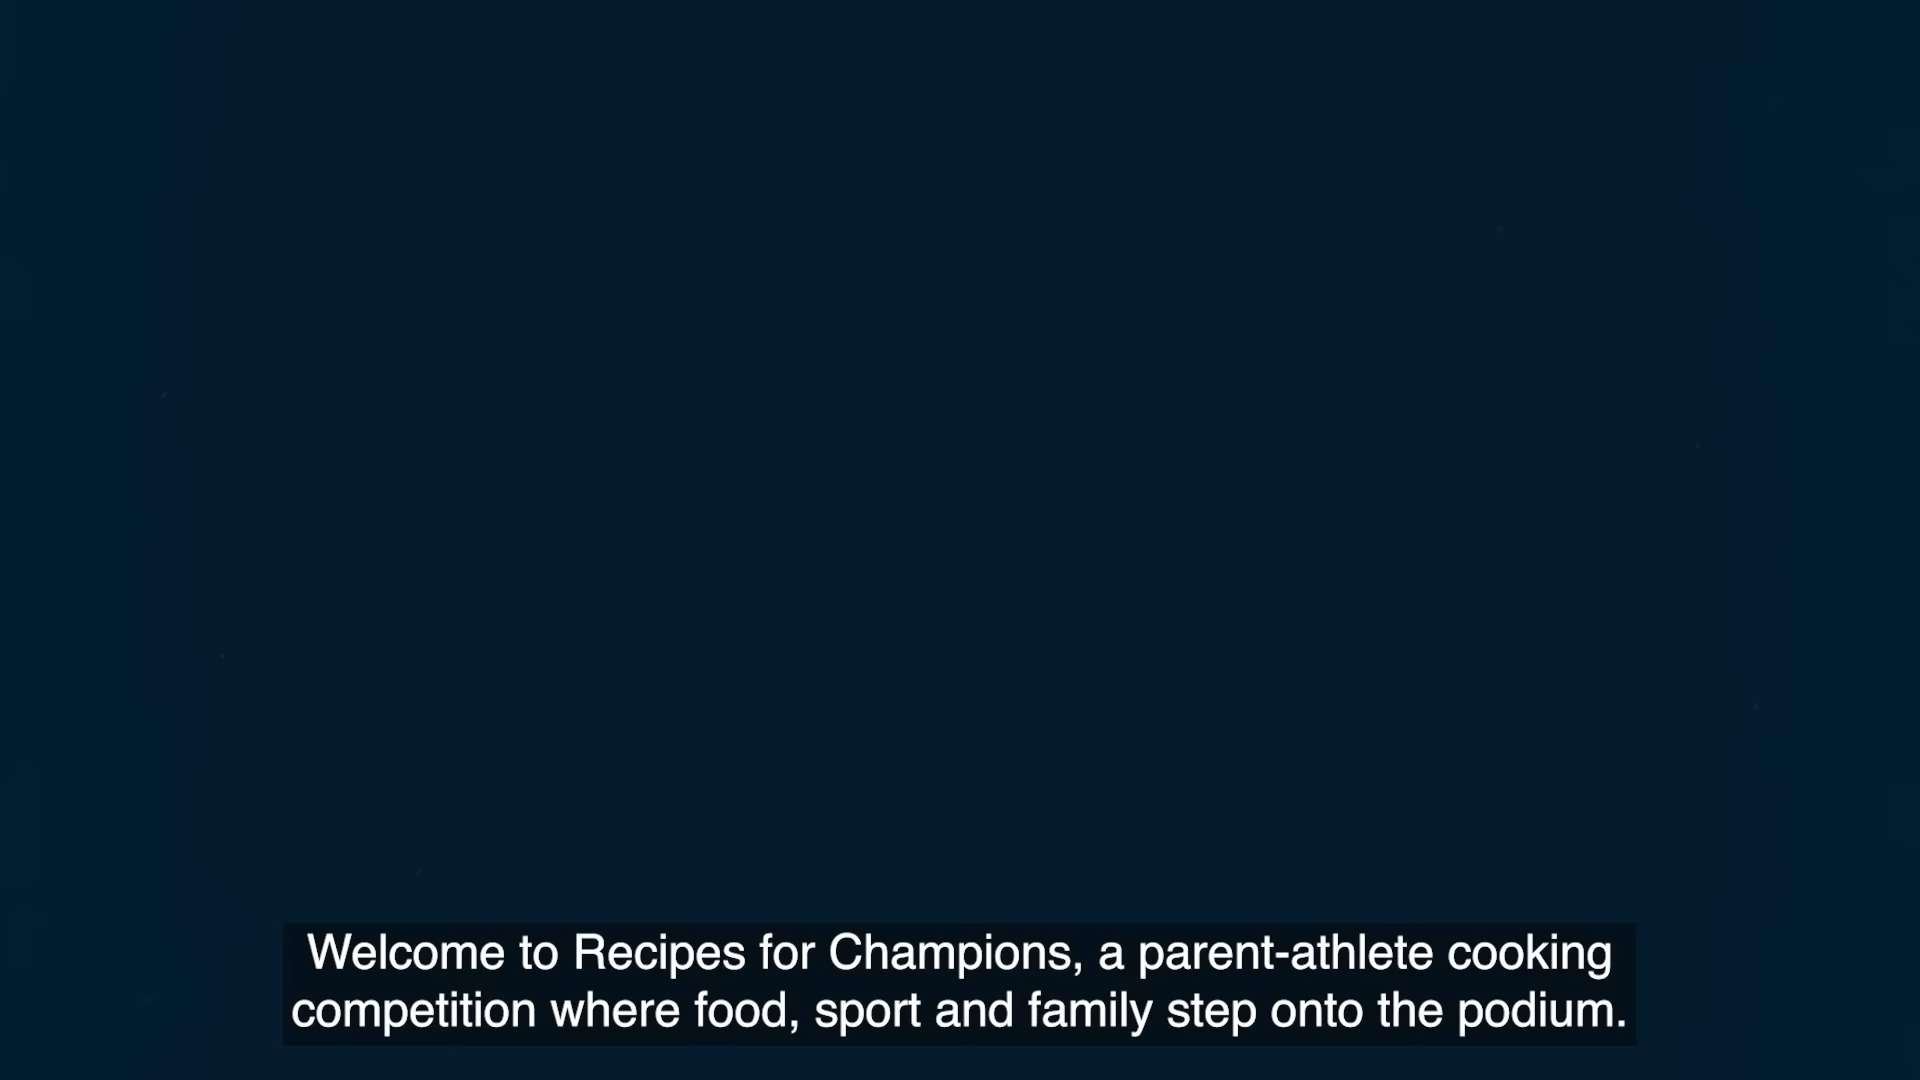 Welcome to Recipes for Champions, a parent-athlete cooking
competition where food, sport and family step onto the podium.